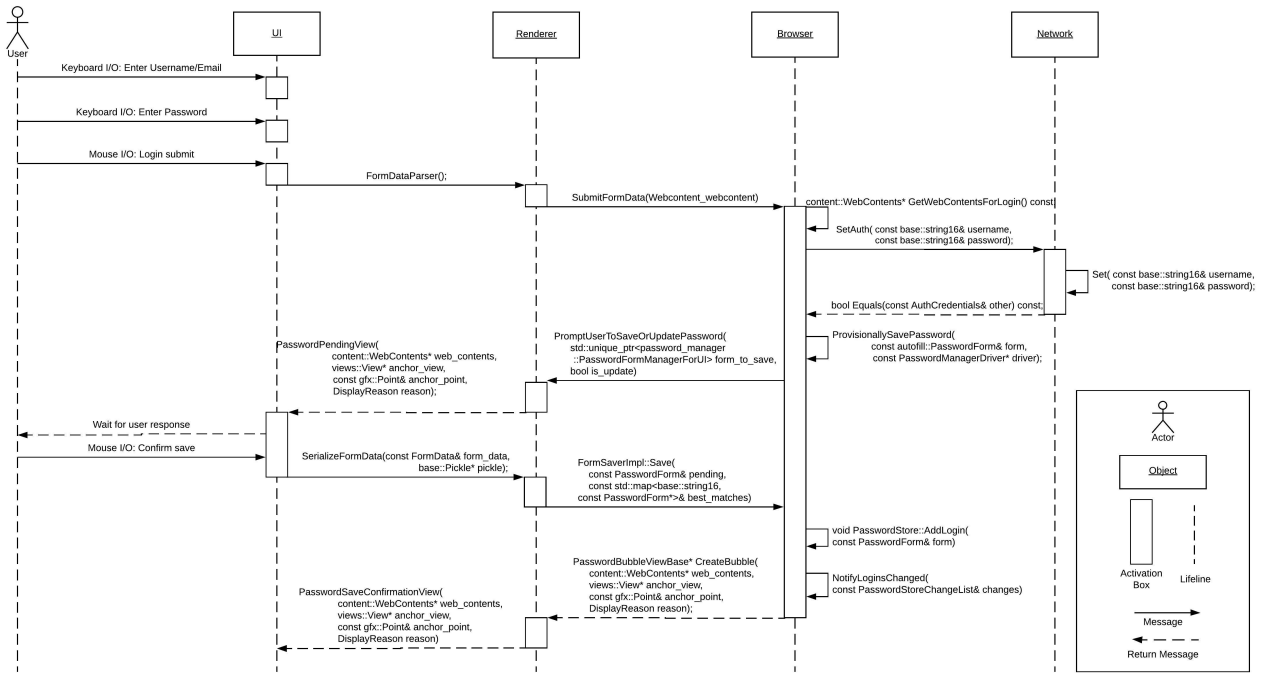 User
UI
Renderer
Browser
Network
Keyboard I/O: Enter Username/Email
Keyboard I/O: Enter Password
Mouse I/O: Login submit
FormDataParser();
SubmitFormData(Webcontent_webcontent)
content::WebContents* GetWebContentsForLogin() const;
SetAuth( const base::string16& username,
const base::string16& password);
Set( const base::string16& username,
const base::string16& password);
bool Equals(const AuthCredentials& other) const;
ProvisionallySavePassword(
const autofill::PasswordForm& form,
const PasswordManagerDriver* driver);
PromptUserToSaveOrUpdatePassword(
std::unique_ptr<password_manager
::PasswordFormManagerForUI> form_to_save,
bool is_update)
PasswordPendingView(
content::WebContents* web_contents,
views::View* anchor_view,
const gfx::Point& anchor_point,
DisplayReason reason);
Wait for user response
Mouse I/O: Confirm save
SerializeFormData(const FormData& form_data,
base::Pickle* pickle);
FormSaverImpl::Save(
const PasswordForm& pending,
const std::map<base::string16,
const PasswordForm*>& best_matches)
void PasswordStore::AddLogin(
const PasswordForm& form)
NotifyLoginsChanged(
const PasswordStoreChangeList& changes)
PasswordBubbleViewBase* CreateBubble(
content::WebContents* web_contents,
views::View* anchor_view,
const gfx::Point& anchor_point,
DisplayReason reason);
PasswordSaveConfirmationView(
content::WebContents* web_contents,
views::View* anchor_view,
const gfx::Point& anchor_point,
DisplayReason reason)
Actor
Object
Activation
Box
Lifeline
Message
Return Message